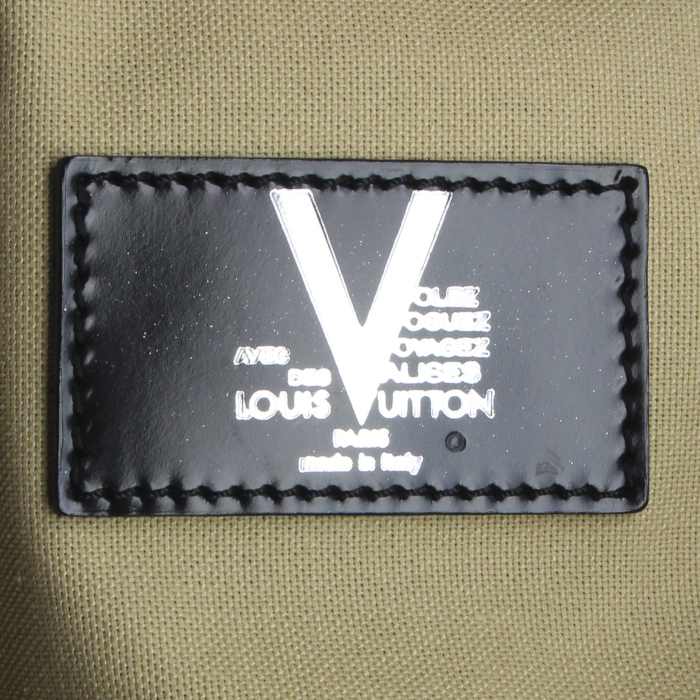 VOLEZ
VOGUEZ
AVEC VOYAGEZ
DES VALISES
LOUIS VUITTON
PARIS
made in Italy